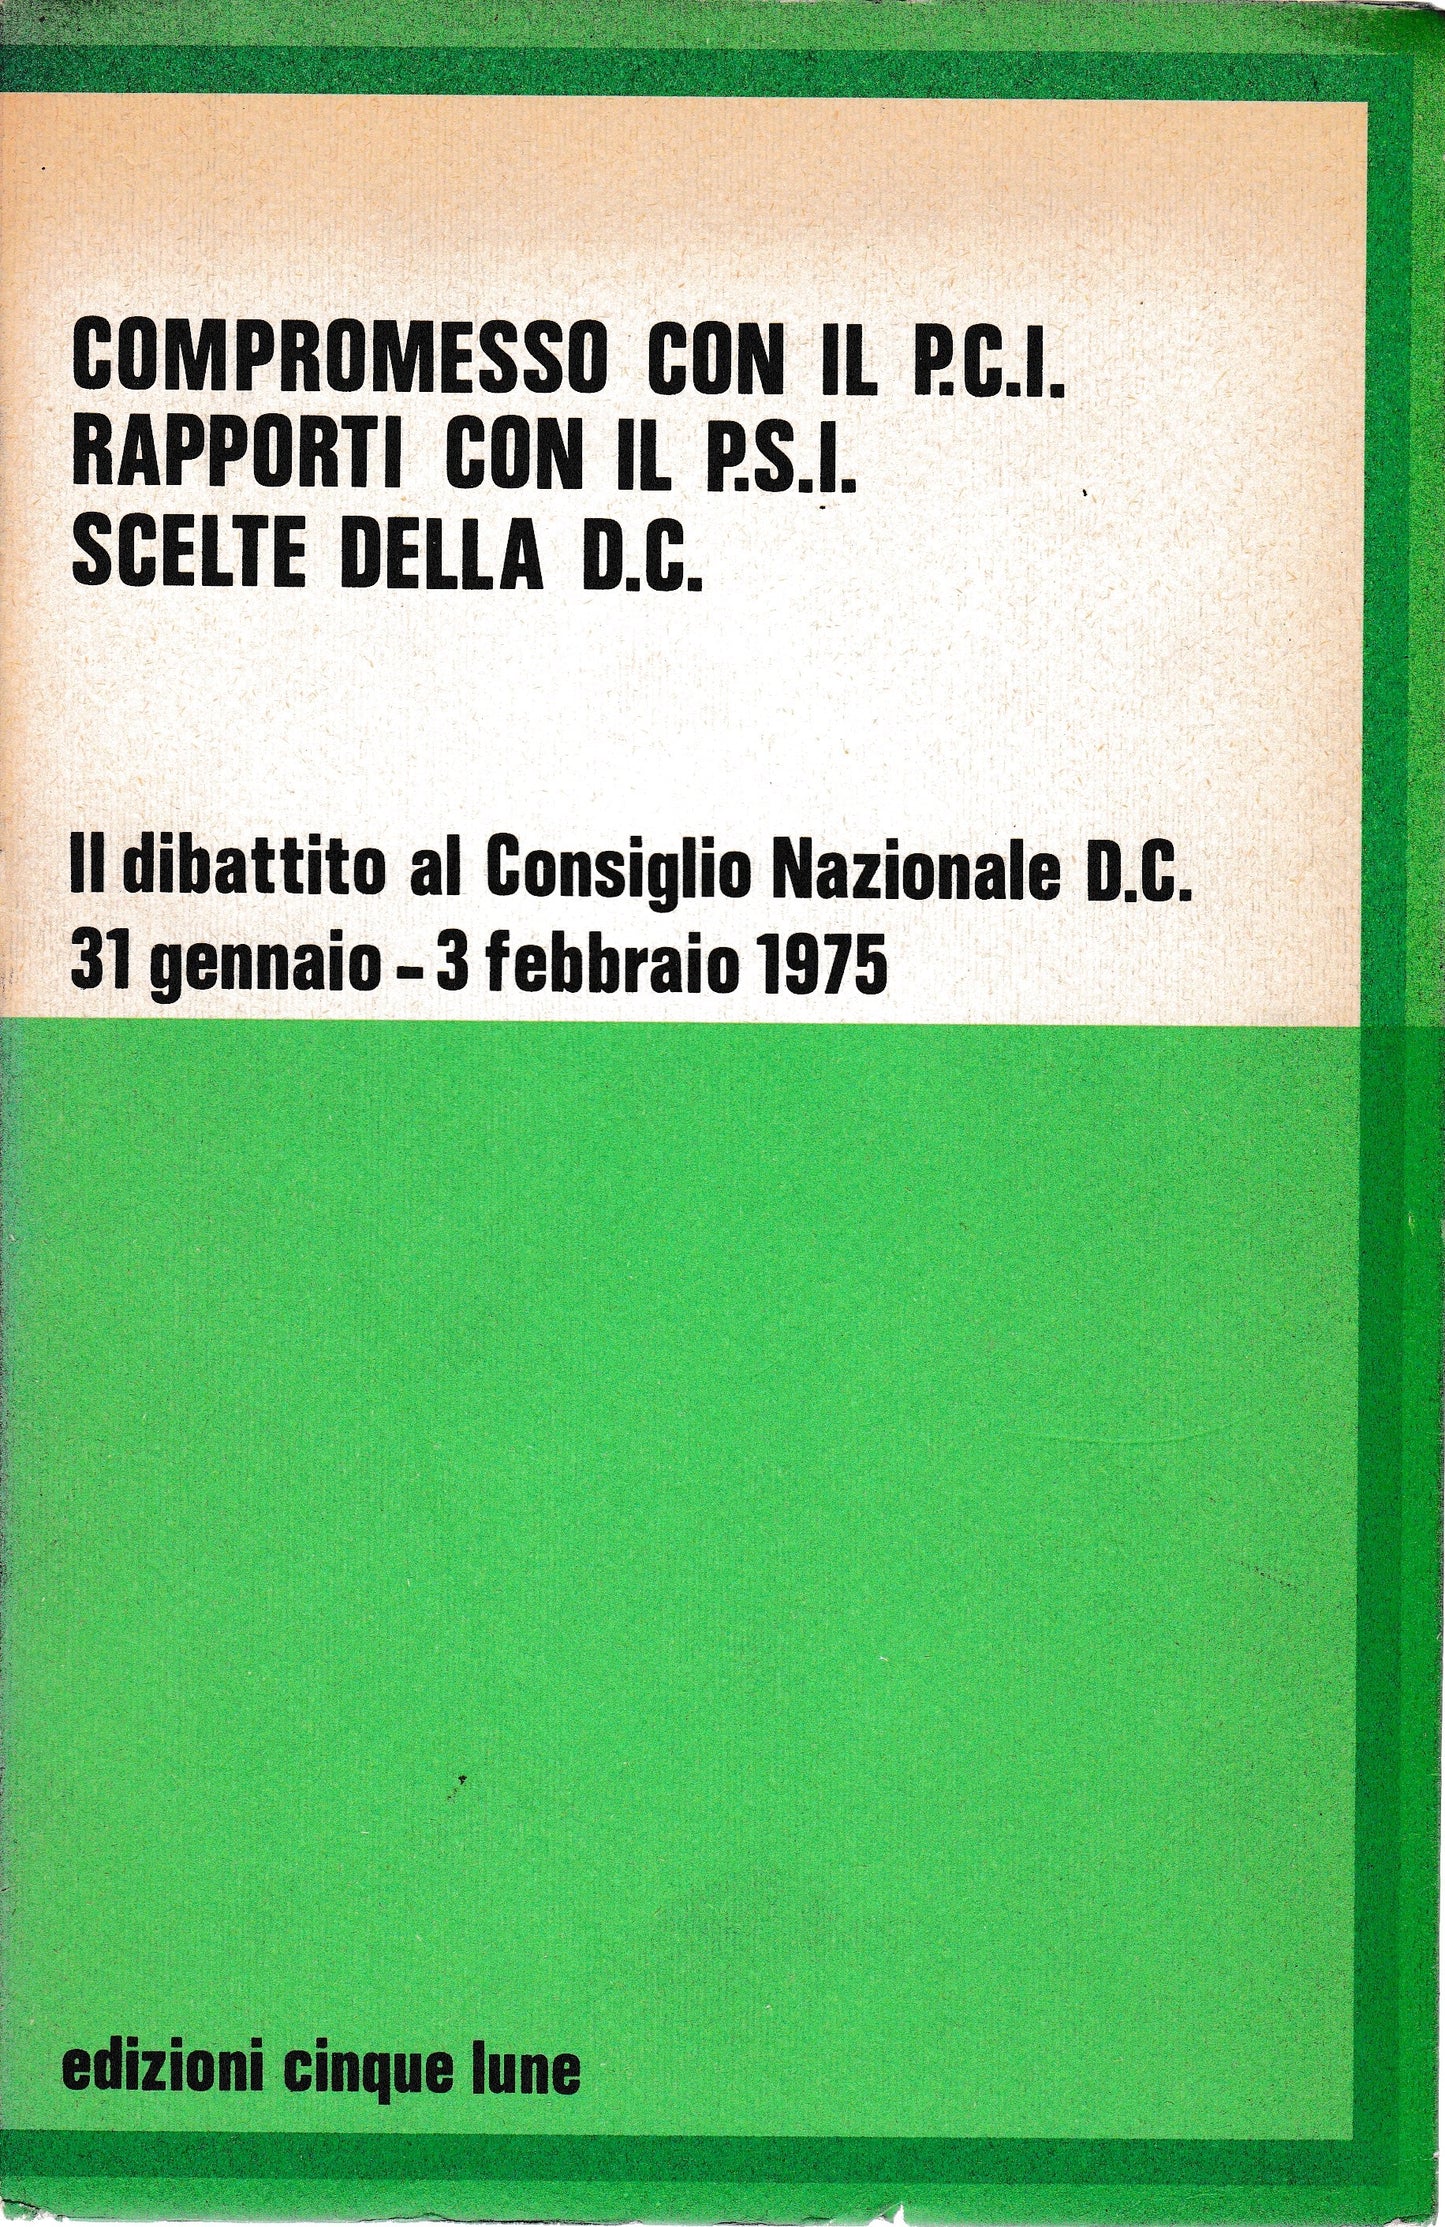 COMPROMESSO CON IL P.C.I.
RAPPORTI CON IL P.S.I.
SCELTE DELLA D.C.
Il dibattito al Consiglio Nazionale D.C.
31 gennaio - 3 febbraio 1975
edizioni cinque lune